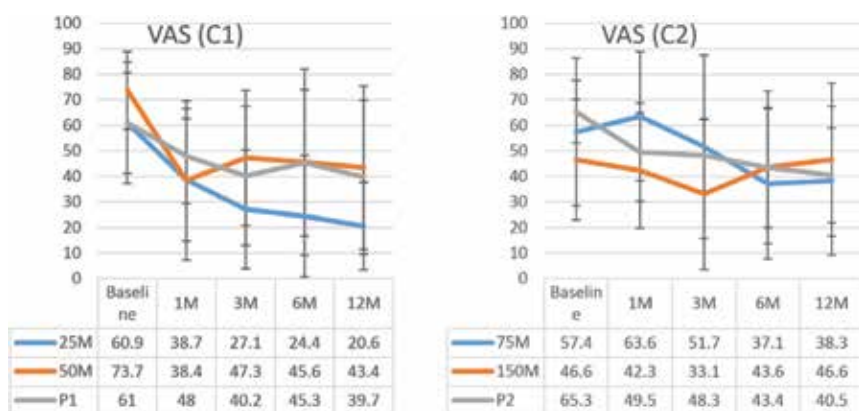 VAS (C1)
100
90
80
70
60
50
40
30
20
10
0
Baseli
ne
1M
3M
6M
12M
25M 60.9 38.7 27.1 24.4 20.6
50M 73.7 38.4 47.3 45.6 43.4
P1 61 48 40.2 45.3 39.7
VAS (C2)
100
90
80
70
60
50
40
30
20
10
0
Baselin
e
1M
3M
6M
12M
75M 57.4 63.6 51.7 37.1 38.3
150M 46.6 42.3 33.1 43.6 46.6
P2 65.3 49.5 48.3 43.4 40.5